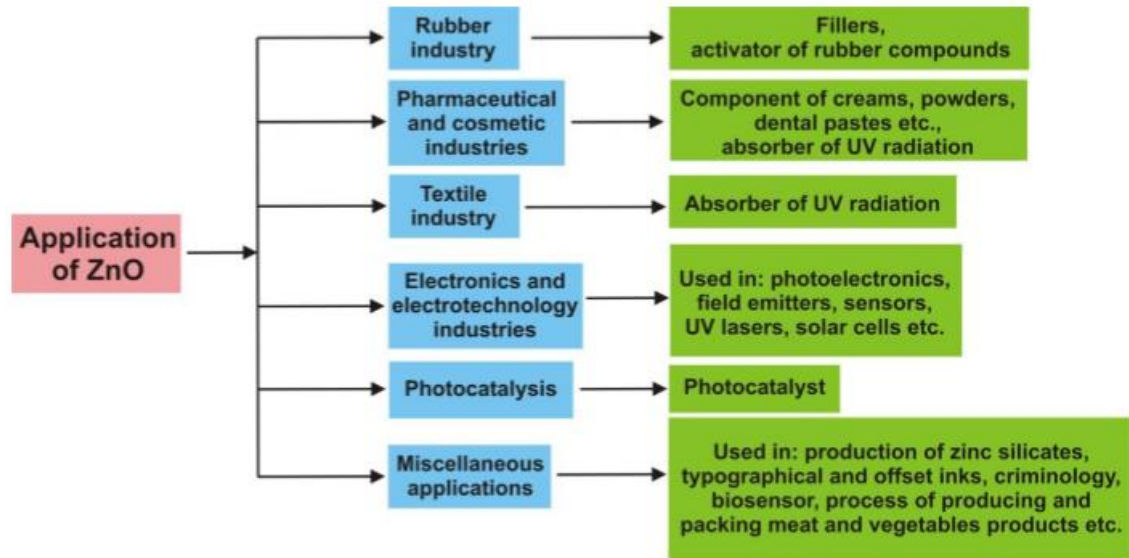 Application
of ZnO
Rubber
industry
Fillers,
activator of rubber compounds
Pharmaceutical
and cosmetic
industries
Component of creams, powders,
dental pastes etc.,
absorber of UV radiation
Textile
industry
Absorber of UV radiation
Electronics and
electrotechnology
industries
Used in: photoelectronics,
field emitters, sensors,
UV lasers, solar cells etc.
Photocatalysis
Photocatalyst
Miscellaneous
applications
Used in: production of zinc silicates,
typographical and offset inks, criminology,
biosensor, process of producing and
packing meat and vegetables products etc.